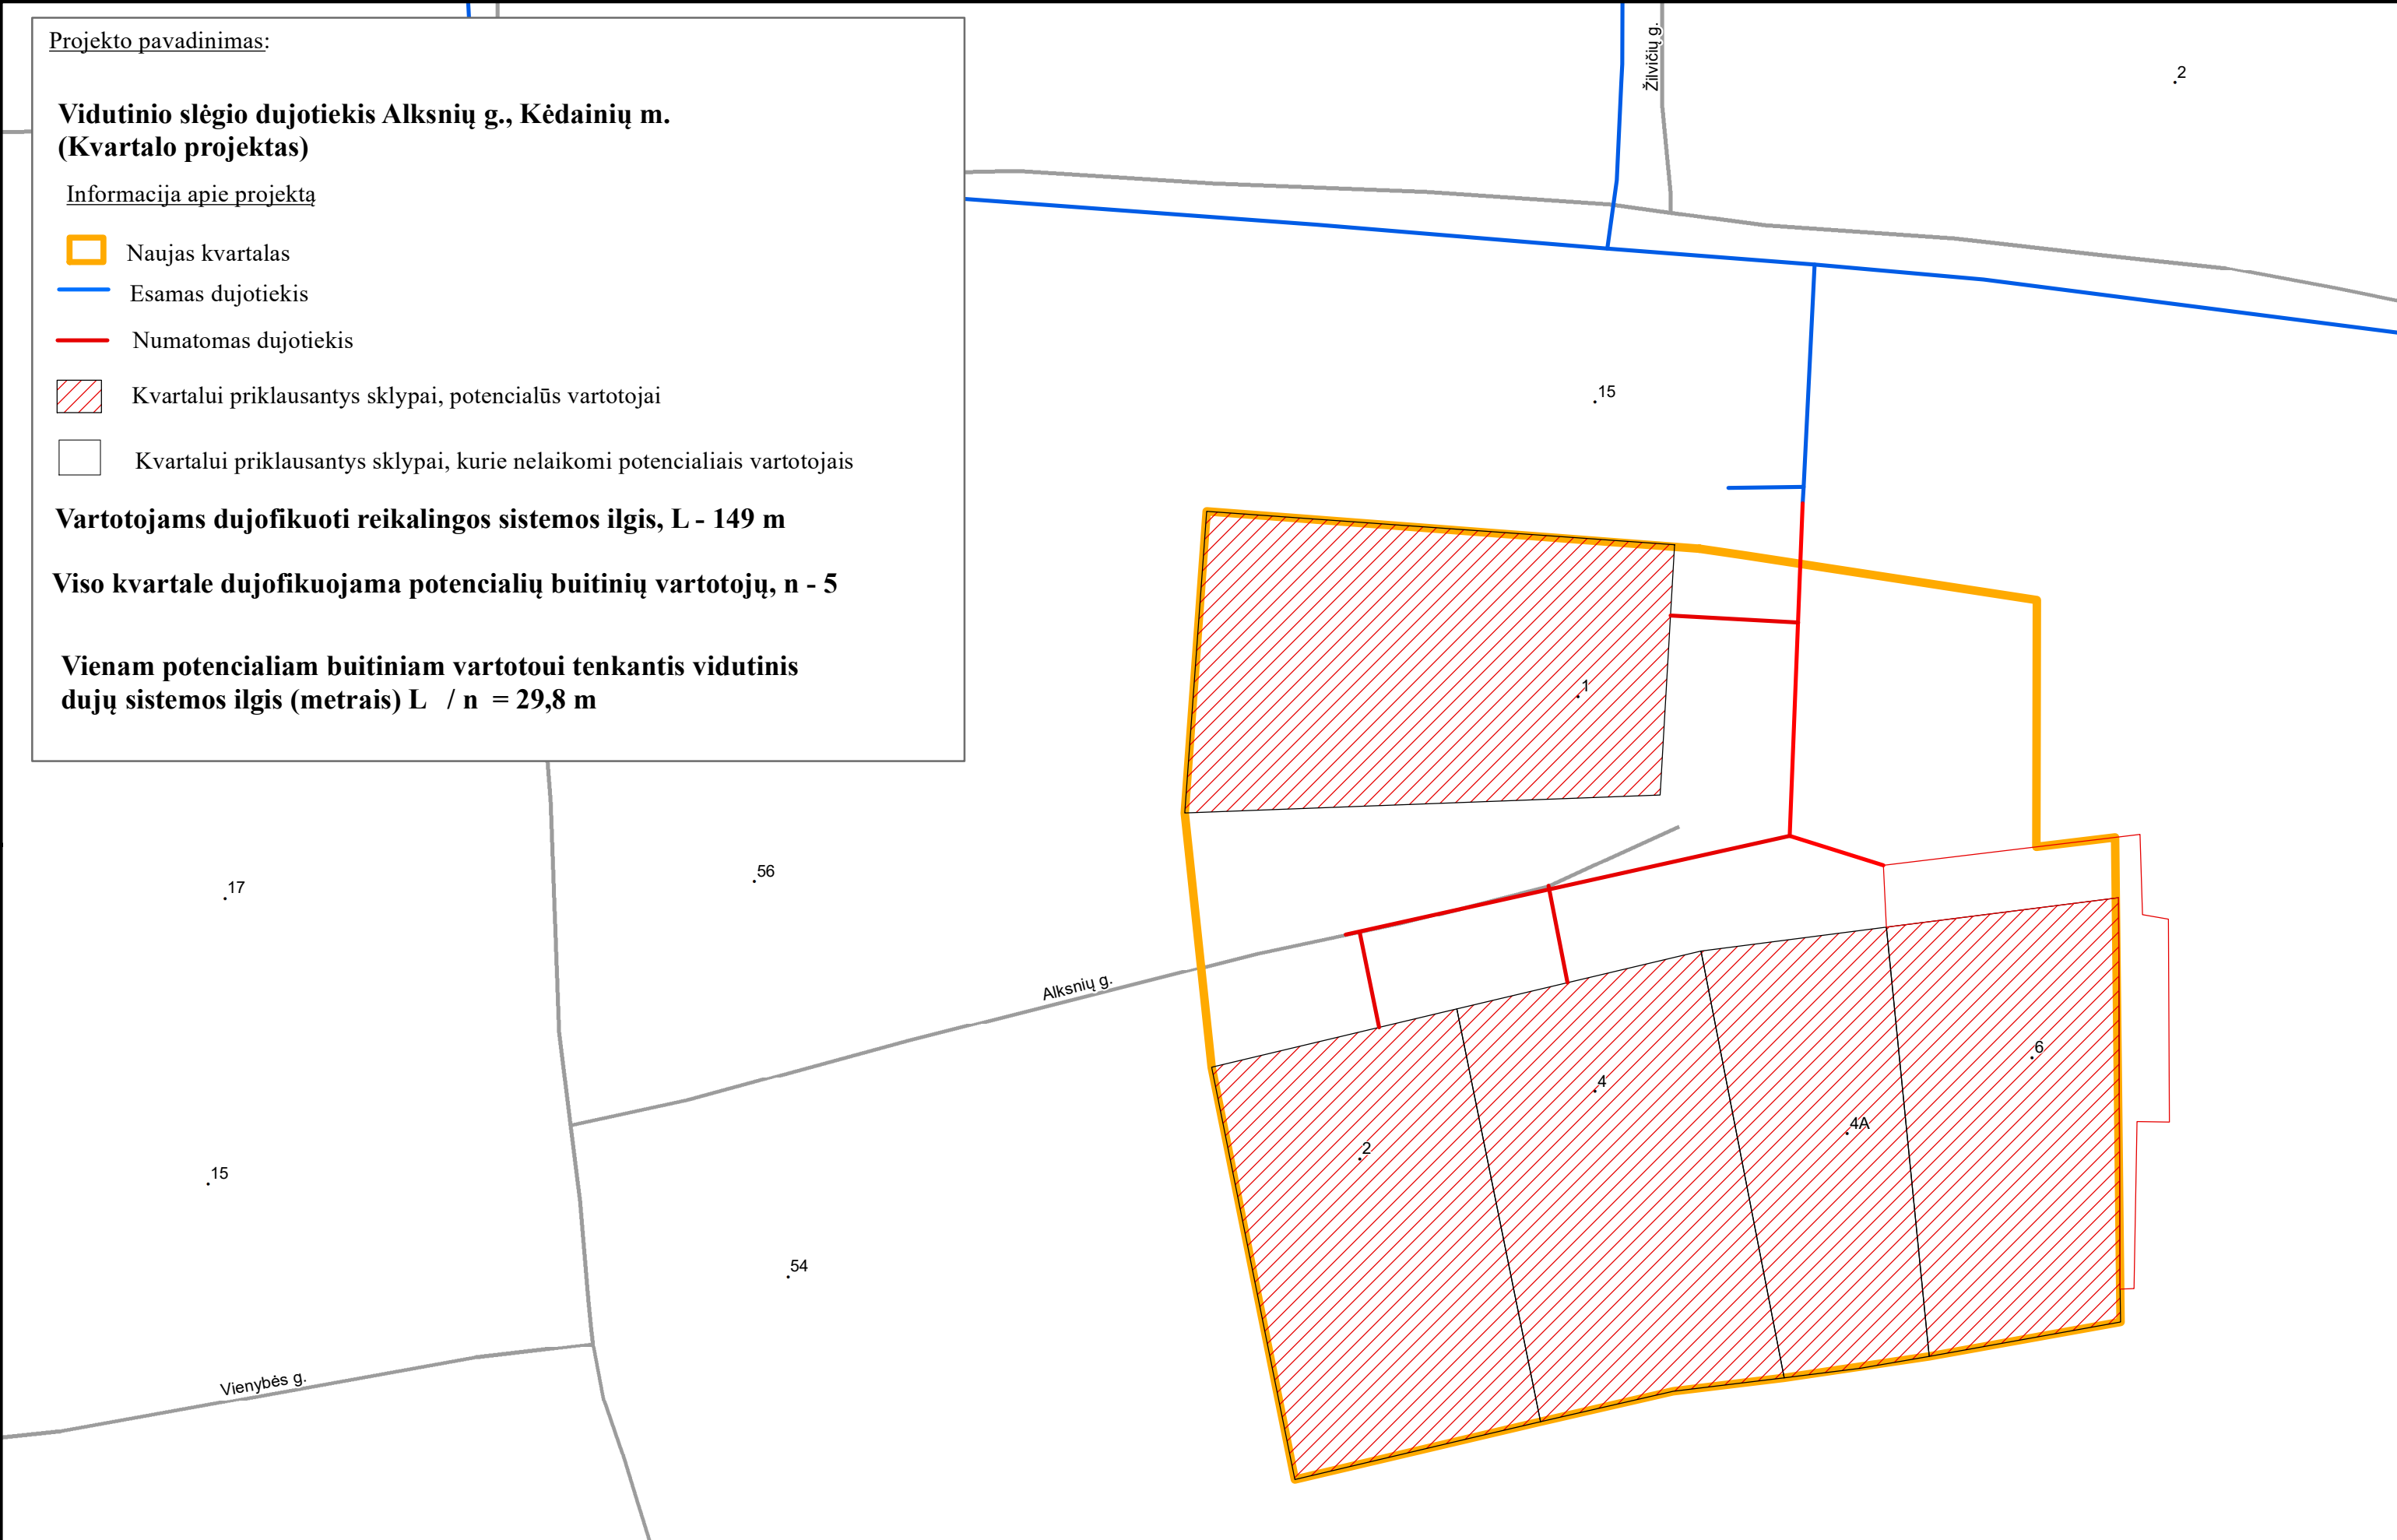 Projekto pavadinimas:
Vidutinio slėgio dujotiekis Alksnių g., Kėdainių m.
(Kvartalo projektas)
Informacija apie projektą
Naujas kvartalas
Esamas dujotiekis
Numatomas dujotiekis
Kvartalui priklausantys sklypai, potencialūs vartotojai
Kvartalui priklausantys sklypai, kurie nelaikomi potencialiais vartotojais
Vartotojams dujofikuoti reikalingos sistemos ilgis, L - 149 m
Viso kvartale dujofikuojama potencialių buitinių vartotojų, n - 5
Vienam potencialiam buitiniam vartotoui tenkantis vidutinis
dujų sistemos ilgis (metrais) L / n = 29,8 m
Žilvičių g.
2
15
1
17
56
Alksnių g.
6
4
4A
2
15
54
Vienybės g.